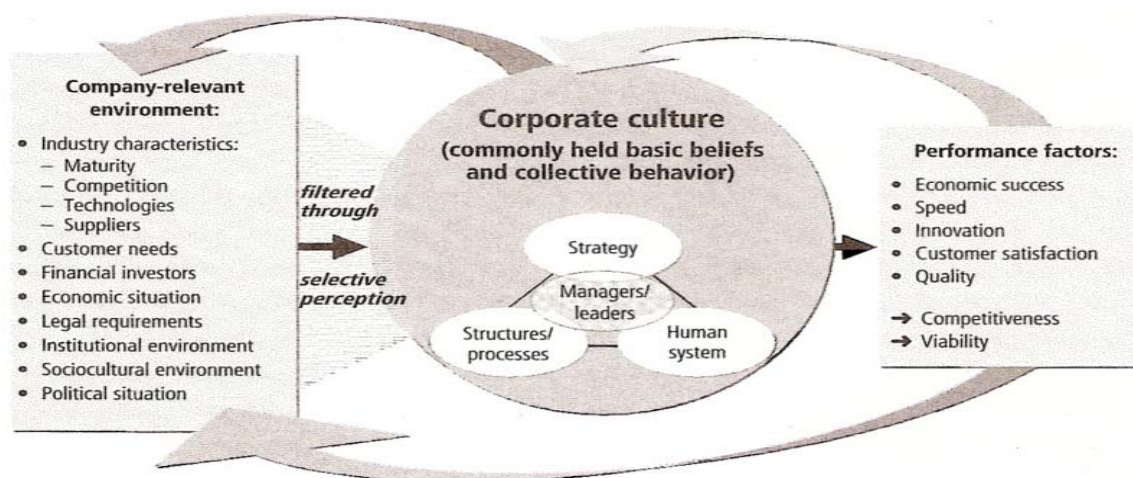 Company-relevant
environment:
• Industry characteristics:
– Maturity
– Competition
– Technologies
– Suppliers
• Customer needs
• Financial investors
• Economic situation
• Legal requirements
• Institutional environment
• Sociocultural environment
• Political situation
filtered
through
selective
perception
Corporate culture
(commonly held basic beliefs
and collective behavior)
Strategy
Managers/
leaders
Structures/
processes
Human
system
Performance factors:
• Economic success
• Speed
• Innovation
• Customer satisfaction
• Quality
→ Competitiveness
→ Viability